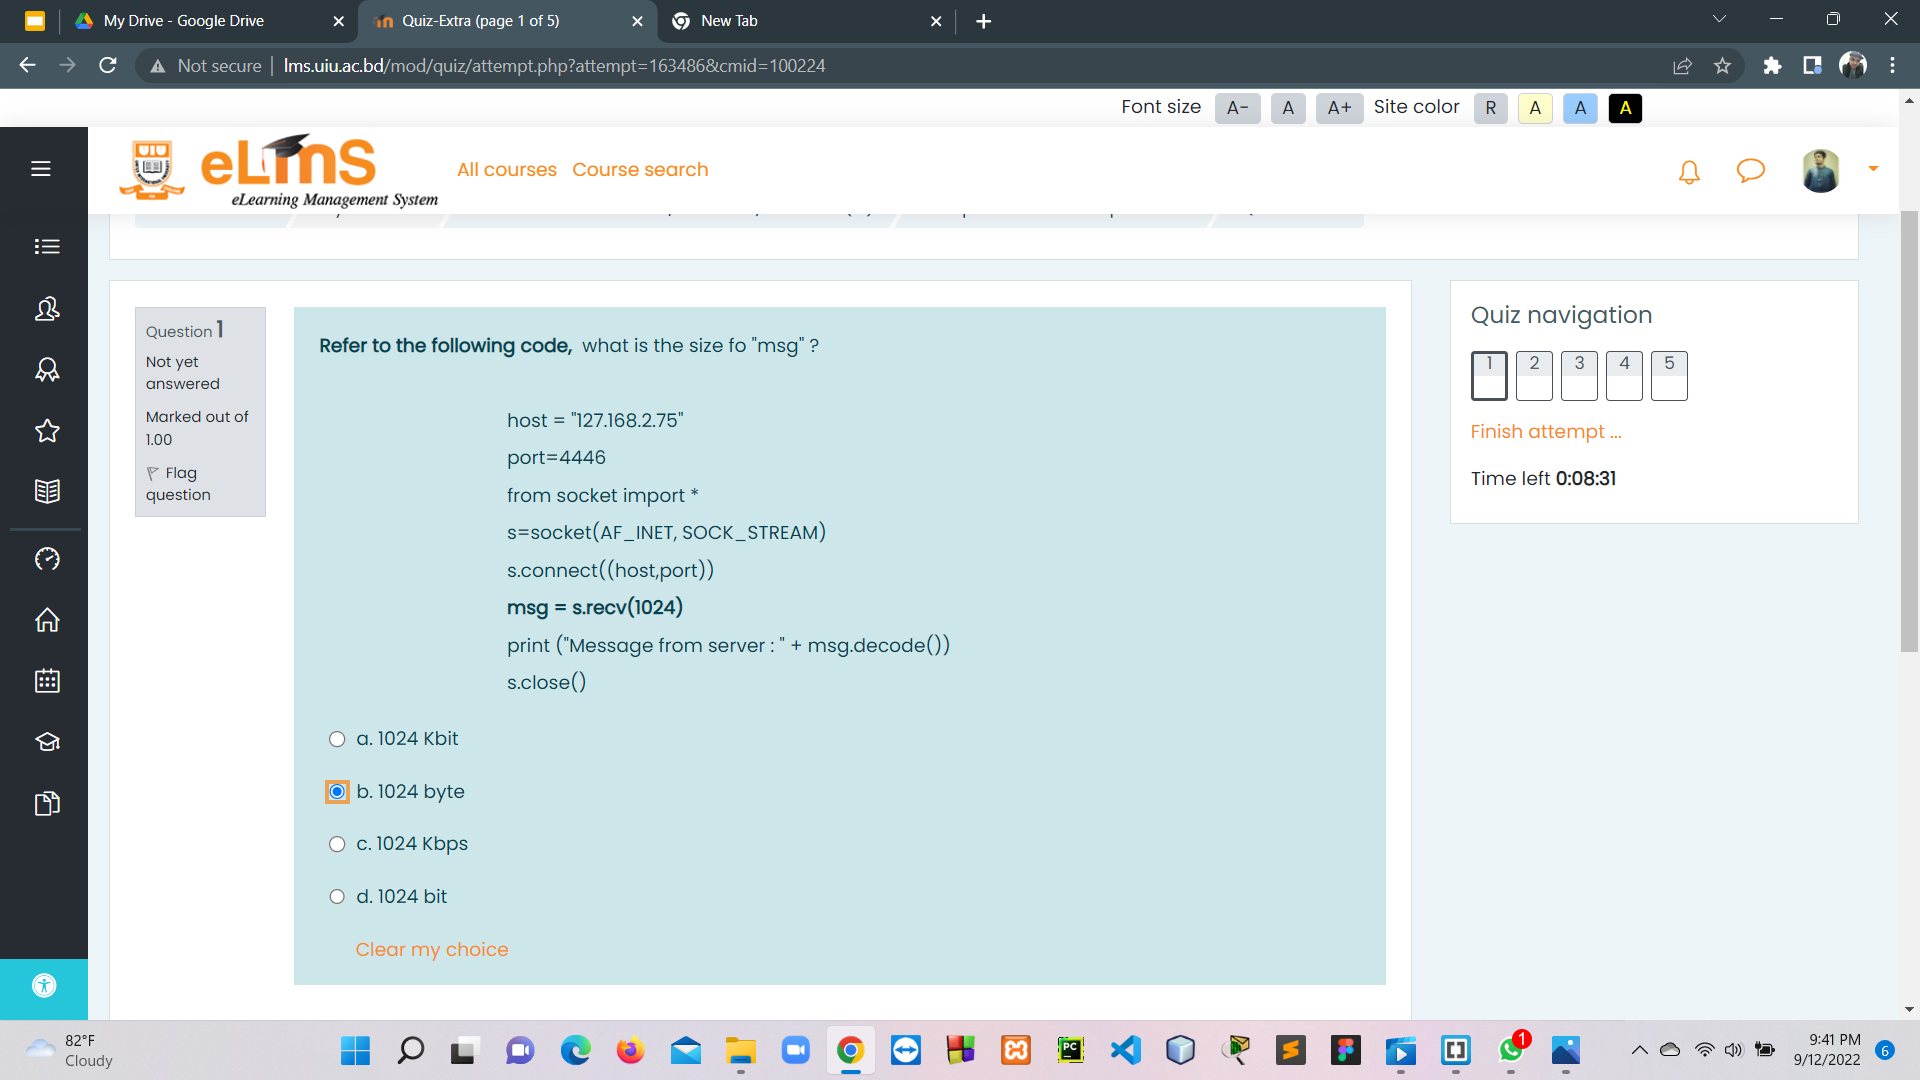 My Drive - Google Drive
Quiz-Extra (page 1 of 5)
New Tab
Not secure
lms.uiu.ac.bd/mod/quiz/attempt.php?attempt=163486&cmid=100224
Font size A- A A+ Site color R A A A
UIU
eLmS
eLearning Management System
All courses
Course search
Question 1
Not yet
answered
Marked out of
1.00
Flag
question
Refer to the following code, what is the size fo "msg" ?
host = "127.168.2.75"
port=4446
from socket import *
s=socket(AF_INET, SOCK_STREAM)
s.connect((host,port))
msg = s.recv(1024)
print ("Message from server : " + msg.decode())
s.close()
a. 1024 Kbit
b. 1024 byte
c. 1024 Kbps
d. 1024 bit
Clear my choice
Quiz navigation
1 2 3 4 5
Finish attempt ...
Time left 0:08:31
82°F
Cloudy
PC
1
9:41 PM
9/12/2022
6